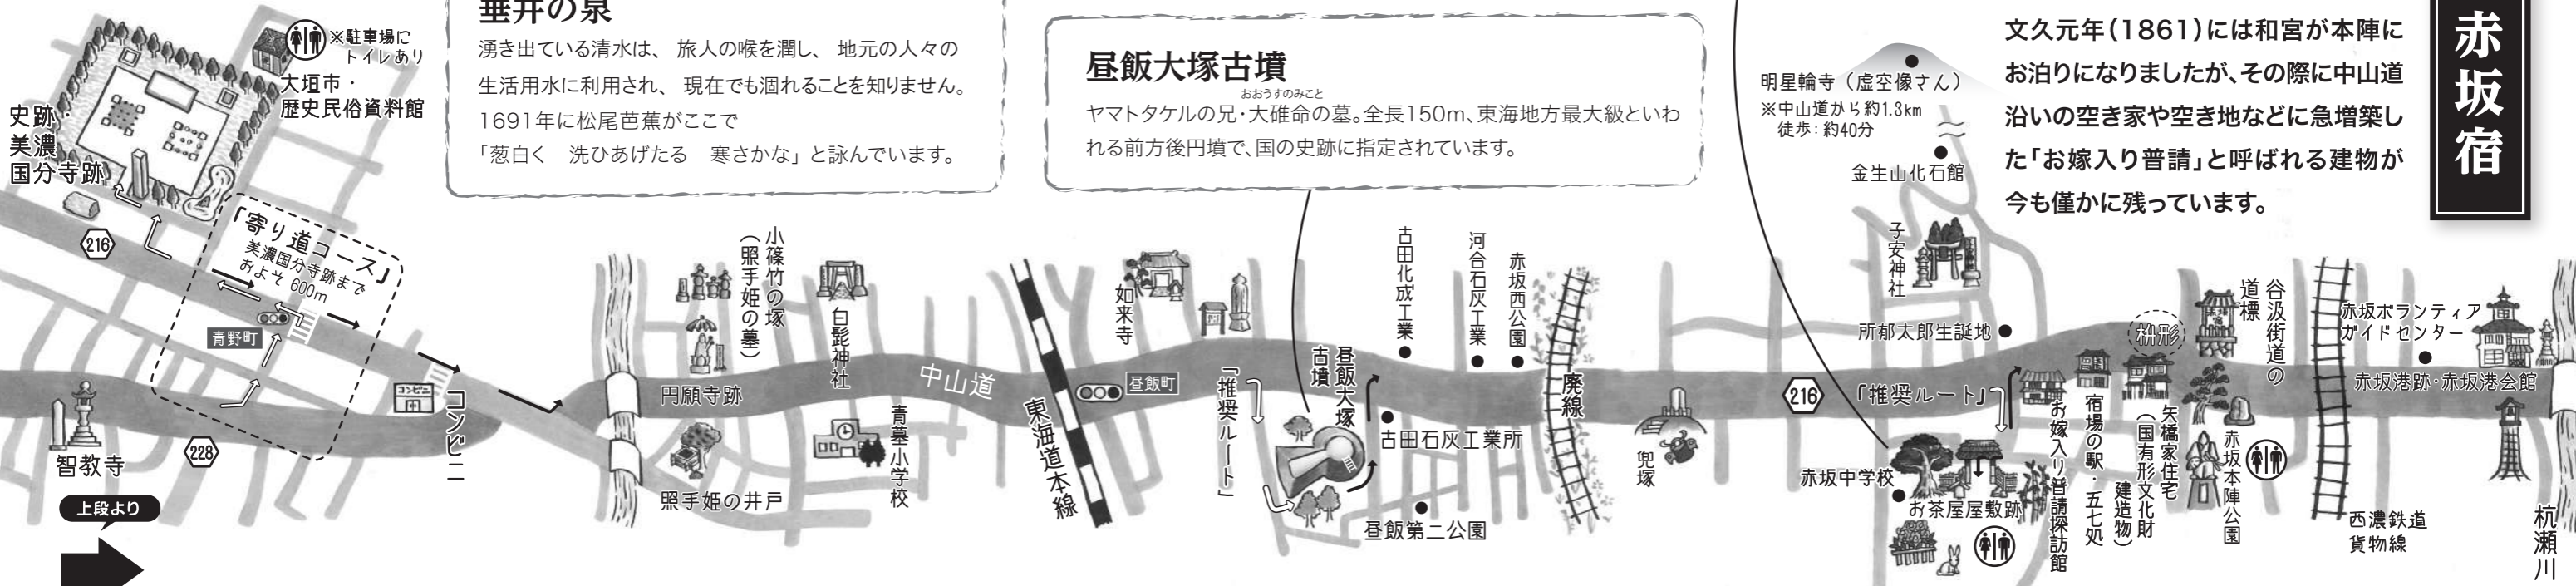 垂井の泉
湧き出ている清水は、 旅人の喉を潤し、 地元の人々の
生活用水に利用され、 現在でも涸れることを知りません。
1691年に松尾芭蕉がここで
「葱白く　洗ひあげたる　寒さかな」と詠んでいます。
昼飯大塚古墳
おおうすのみこと
ヤマトタケルの兄・大碓命の墓。全長150m、東海地方最大級といわ
れる前方後円墳で、国の史跡に指定されています。
赤坂宿
文久元年(1861)には和宮が本陣に
お泊りになりましたが、その際に中山道
沿いの空き家や空き地などに急増築し
た「お嫁入り普請」と呼ばれる建物が
今も僅かに残っています。
※駐車場に
トイレあり
大垣市・
歴史民俗資料館
史跡・
美濃
国分寺跡
216
「寄り道コース」
美濃国分寺跡まで
およそ 600m
青野町
智教寺
228
コンビニ
コンビニ
上段より
小篠竹の塚
(照手姫の墓)
円願寺跡
照手姫の井戸
白髭神社
青墓小学校
中山道
東海道本線
如来寺
昼飯町
「推奨ルート」
昼飯大塚
古墳
古田化成工業
河合石灰工業
赤坂西公園
古田石灰工業所
昼飯第二公園
廃線
兜塚
216
明星輪寺（虚空像さん）
※中山道から約1.3km
徒歩：約40分
金生山化石館
子安神社
所郁太郎生誕地
「推奨ルート」
赤坂中学校
お茶屋屋敷跡
お嫁入り普請探訪館
宿場の駅・五七処
枡形
矢橋家住宅
(国有形文化財
建造物)
谷汲街道の
道標
赤坂本陣公園
赤坂ボランティア
ガイドセンター
赤坂港跡・赤坂港会館
西濃鉄道
貨物線
杭瀬川